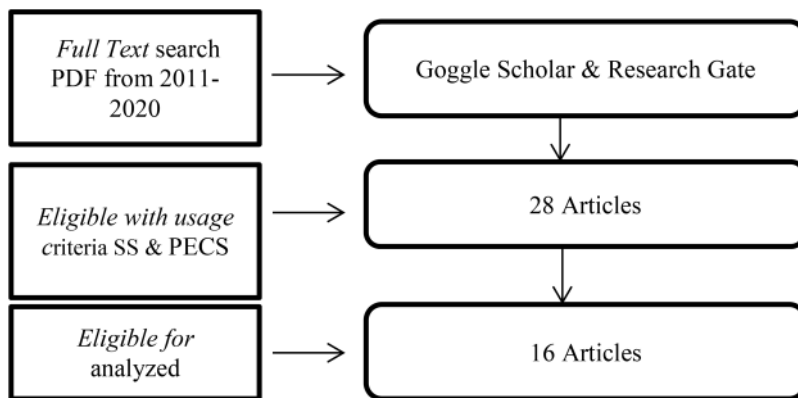 Full Text search
PDF from 2011-
2020
Goggle Scholar & Research Gate
Eligible with usage
criteria SS & PECS
28 Articles
Eligible for
analyzed
16 Articles